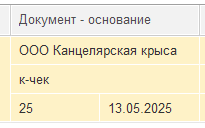 Документ - основание
ООО Канцелярская крыса
к-чек
25 13.05.2025